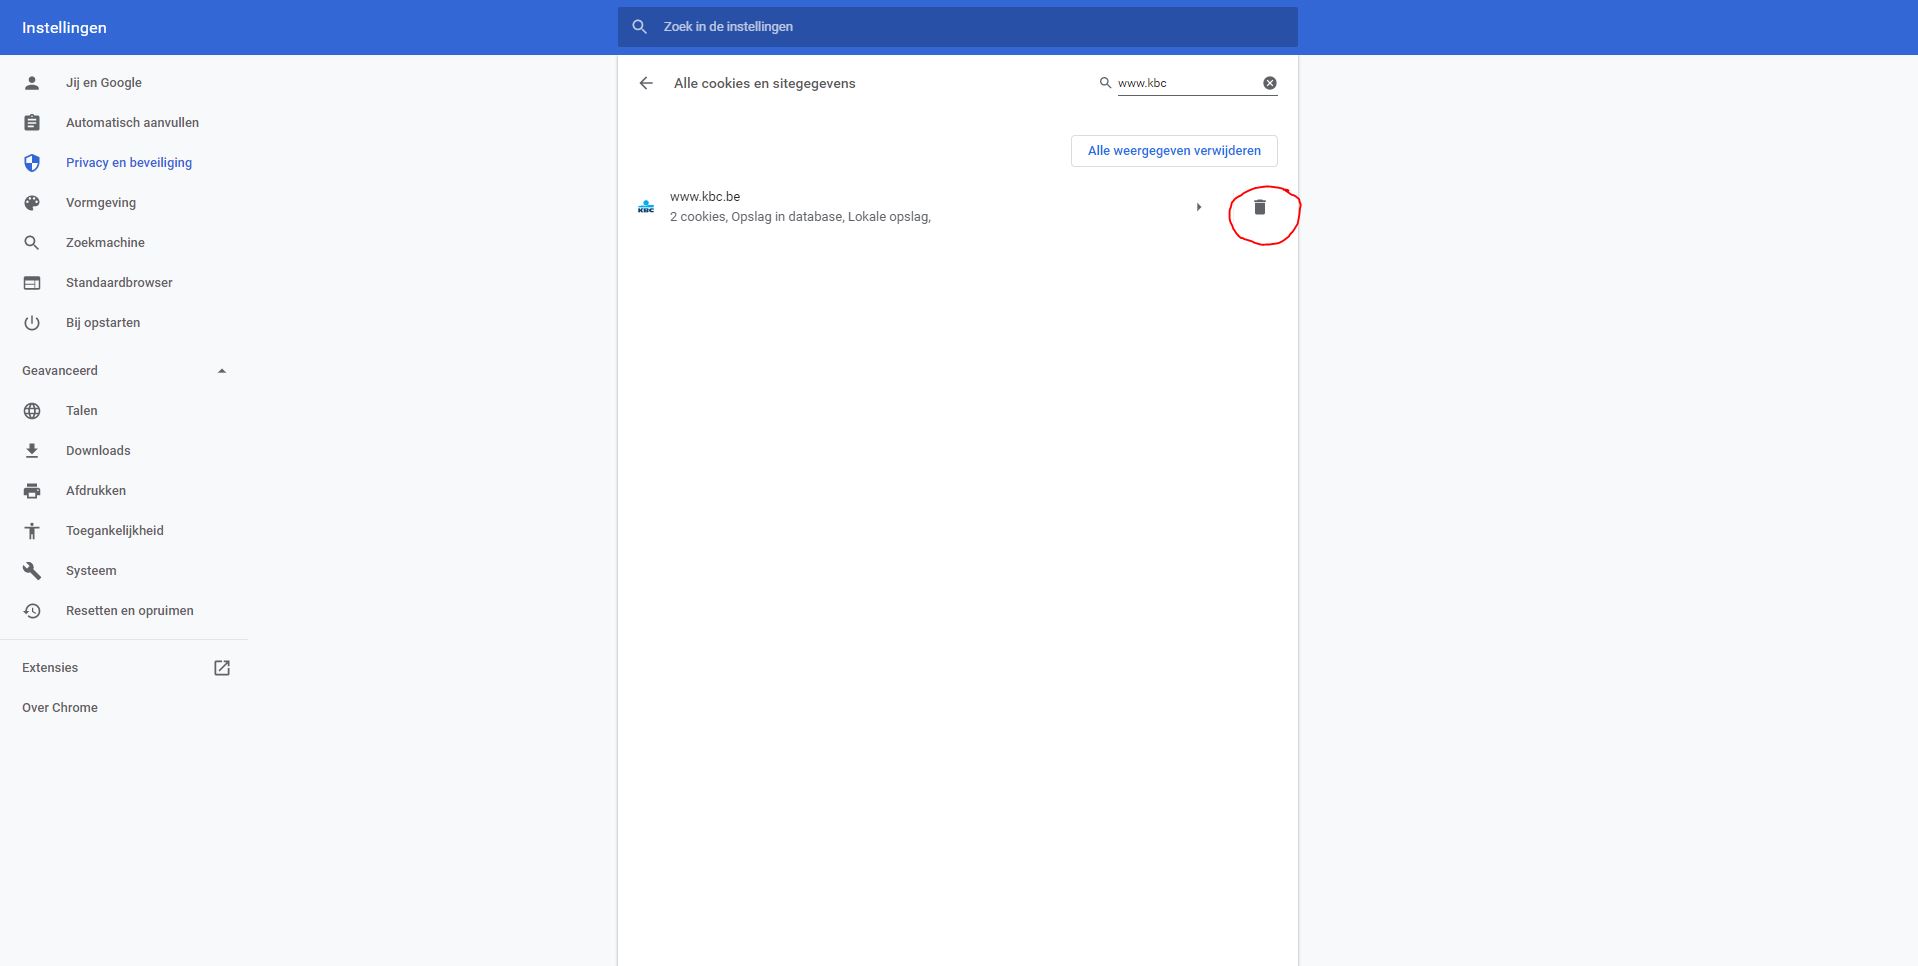 Instellingen
Zoek in de instellingen
Jij en Google
Automatisch aanvullen
Privacy en beveiliging
Vormgeving
Zoekmachine
Standaardbrowser
Bij opstarten
Geavanceerd
Talen
Downloads
Afdrukken
Toegankelijkheid
Systeem
Resetten en opruimen
Extensies
Over Chrome
Alle cookies en sitegegevens
www.kbc
Alle weergegeven verwijderen
KBC
www.kbc.be
2 cookies, Opslag in database, Lokale opslag,